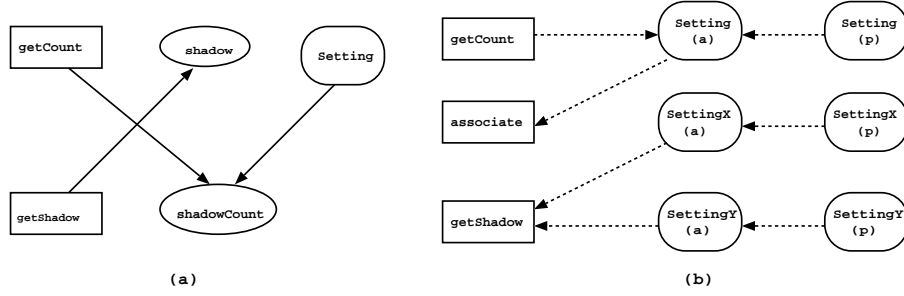 getCount
shadow
Setting
getShadow
shadowCount
(a)
getCount
Setting
(a)
Setting
(p)
associate
SettingX
(a)
SettingX
(p)
getShadow
SettingY
(a)
SettingY
(p)
(b)